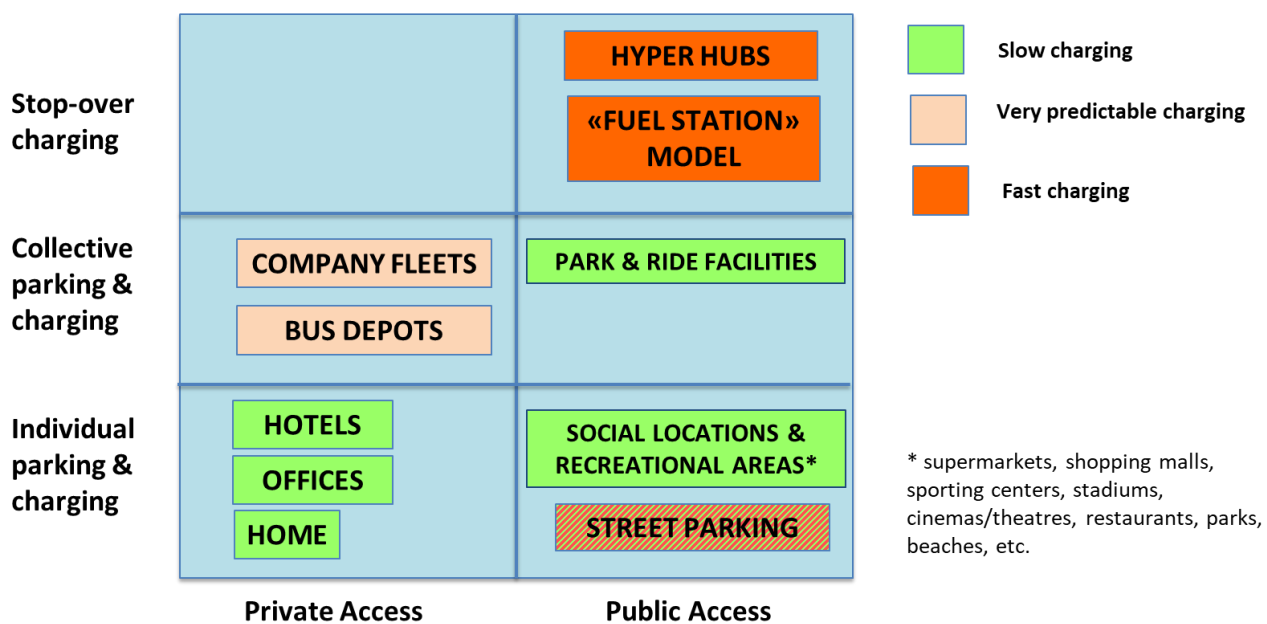 HYPER HUBS
«FUEL STATION»
MODEL
Stop-over
charging
Slow charging
Very predictable charging
Fast charging
Collective
parking &
charging
COMPANY FLEETS
BUS DEPOTS
PARK & RIDE FACILITIES
Individual
parking &
charging
HOTELS
OFFICES
HOME
SOCIAL LOCATIONS &
RECREATIONAL AREAS*
STREET PARKING
* supermarkets, shopping malls,
sporting centers, stadiums,
cinemas/theatres, restaurants, parks,
beaches, etc.
Private Access
Public Access